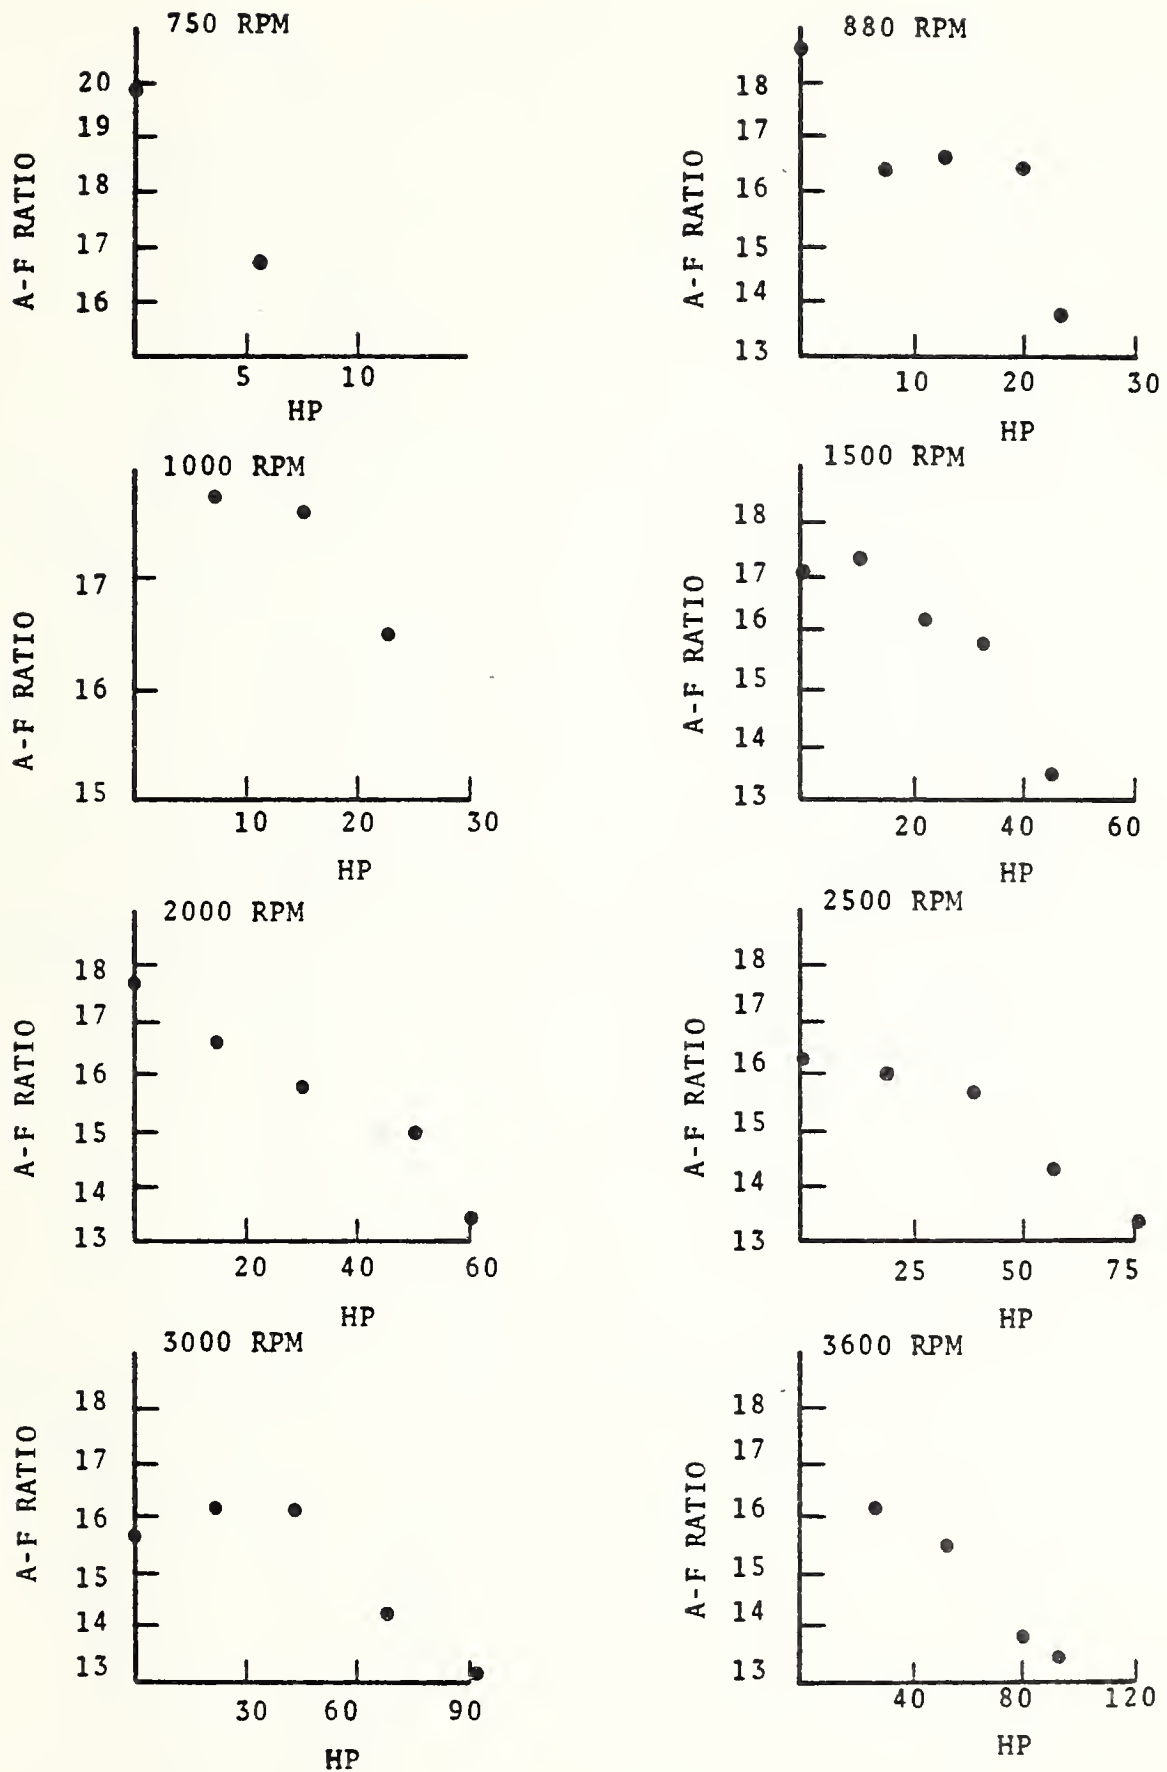 750 RPM
20
19
18
17
16
A-F RATIO
5 10
HP
880 RPM
18
17
16
15
14
13
A-F RATIO
10 20 30
HP
1000 RPM
17
16
15
A-F RATIO
10 20 30
HP
1500 RPM
18
17
16
15
14
13
A-F RATIO
20 40 60
HP
2000 RPM
18
17
16
15
14
13
A-F RATIO
20 40 60
HP
2500 RPM
18
17
16
15
14
13
A-F RATIO
25 50 75
HP
3000 RPM
18
17
16
15
14
13
A-F RATIO
30 60 90
HP
3600 RPM
18
17
16
15
14
13
A-F RATIO
40 80 120
HP